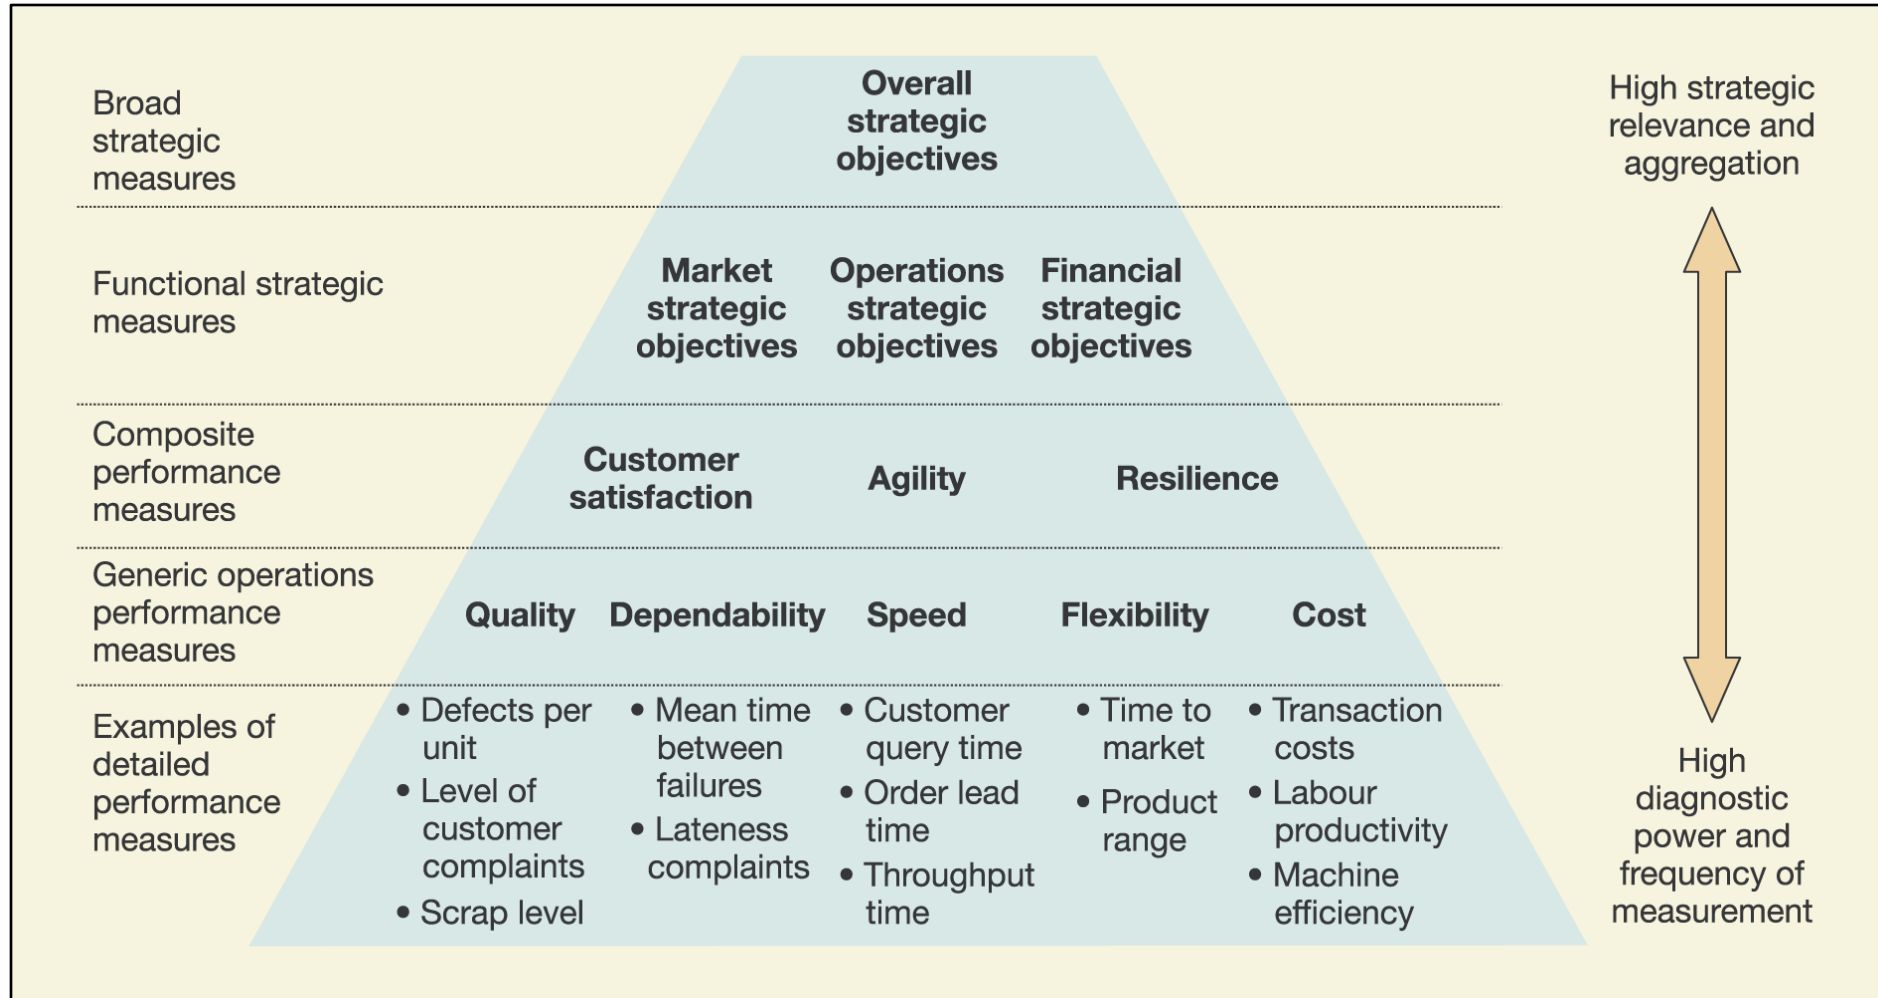 Broad
strategic
measures
Overall
strategic
objectives
High strategic
relevance and
aggregation
Functional strategic
measures
Market
strategic
objectives
Operations
strategic
objectives
Financial
strategic
objectives
Composite
performance
measures
Customer
satisfaction
Agility
Resilience
Generic operations
performance
measures
Quality
Dependability
Speed
Flexibility
Cost
Examples of
detailed
performance
measures
• Defects per
unit
• Level of
customer
complaints
• Scrap level
• Mean time
between
failures
• Lateness
complaints
• Customer
query time
• Order lead
time
• Throughput
time
• Time to
market
• Product
range
• Transaction
costs
• Labour
productivity
• Machine
efficiency
High
diagnostic
power and
frequency of
measurement